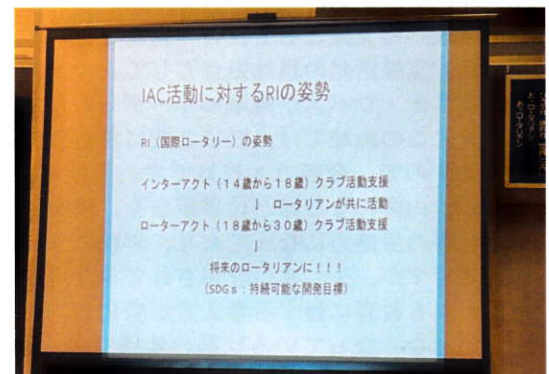 IAC活動に対するRIの姿勢
RI（国際ロータリー）の姿勢
インターアクト（14歳から18歳）クラブ活動支援
↓ ロータリアンが共に活動
ローターアクト（18歳から30歳）クラブ活動支援
↓
将来のロータリアンに！！！
（SDGｓ：持続可能な開発目標）